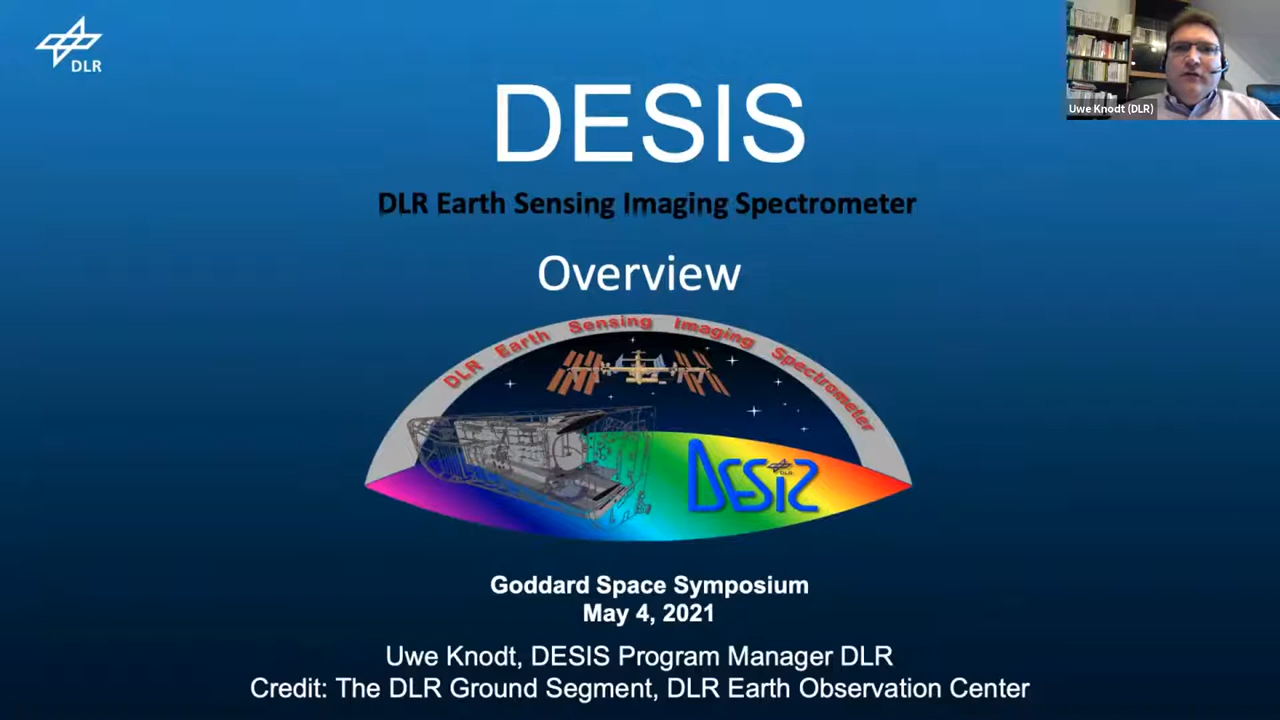 DLR
Uwe Knodt (DLR)
DESIS
DLR Earth Sensing Imaging Spectrometer
Overview
DLR Earth Sensing Imaging Spectrometer
DESIS
DLR
Goddard Space Symposium
May 4, 2021
Uwe Knodt, DESIS Program Manager DLR
Credit: The DLR Ground Segment, DLR Earth Observation Center